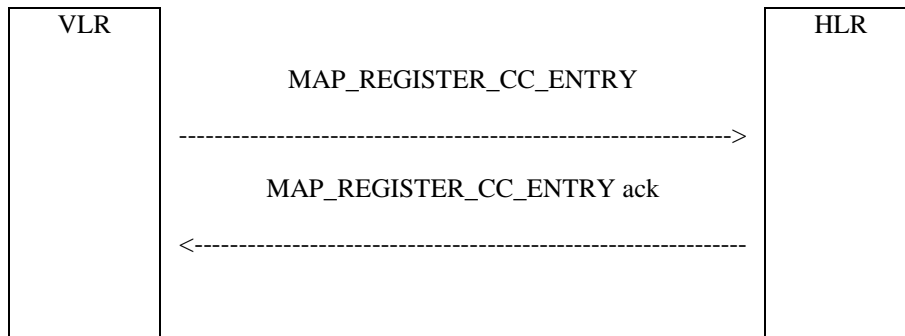 VLR HLR
MAP_REGISTER_CC_ENTRY
-------------------------------------------------------------->
MAP_REGISTER_CC_ENTRY ack
<--------------------------------------------------------------